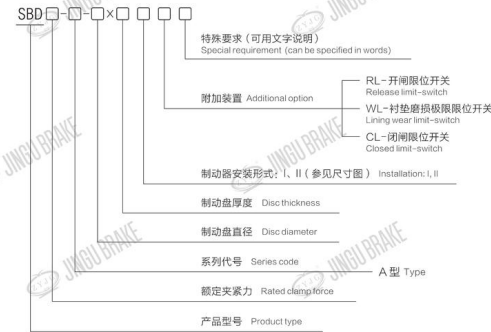 SBD□-□-□×□□□□
特殊要求（可用文字说明）
Special requirement (can be specified in words)
RL-开闸限位开关
Release limit-switch
附加装置 Additional option
WL-衬垫磨损极限限位开关
Lining wear limit-switch
CL-闭闸限位开关
Closed limit-switch
制动器安装形式：I、II（参见尺寸图） Installation: I, II
制动盘厚度 Disc thickness
制动盘直径 Disc diameter
系列代号 Series code
A型 Type
额定夹紧力 Rated clamp force
产品型号 Product type
JINGU BRAKE
JINGU BRAKE
JINGU BRAKE
JINGU BRAKE
JINGU BRAKE